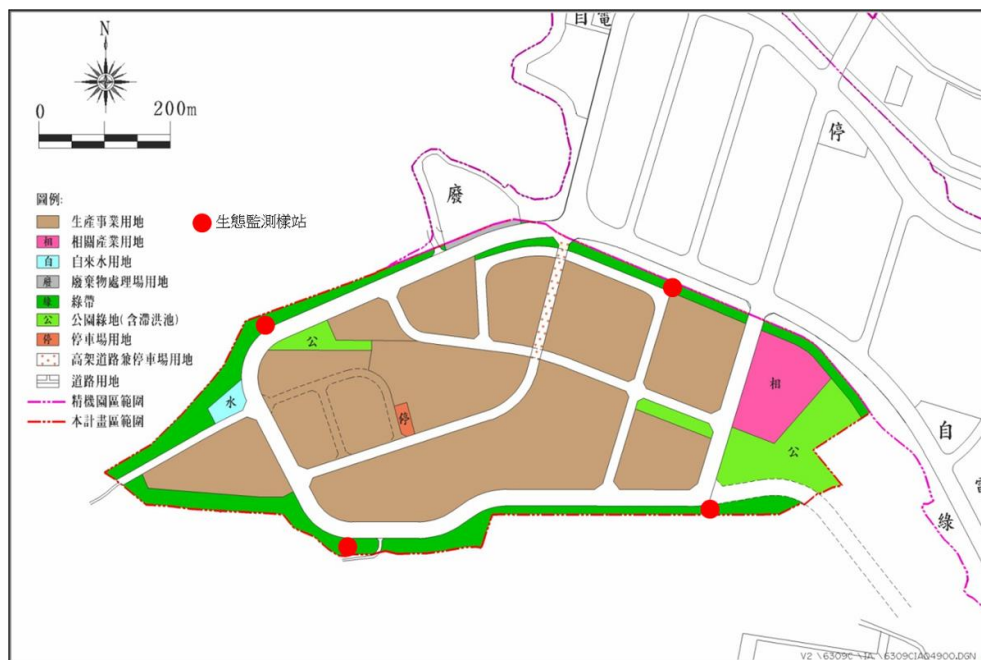 N
0 200m
圖例:
生產事業用地
相 相關產業用地
自 自來水用地
廢 廢棄物處理場用地
綠 綠帶
公 公園綠地(含滯洪池)
停 停車場用地
高架道路兼停車場用地
道路用地
精機園區範圍
本計畫區範圍
生態監測樣站
自 電
停
廢
公
水
停
相
公
自
電
綠
V2 \6309C \IA \6309CIA04900.DGN